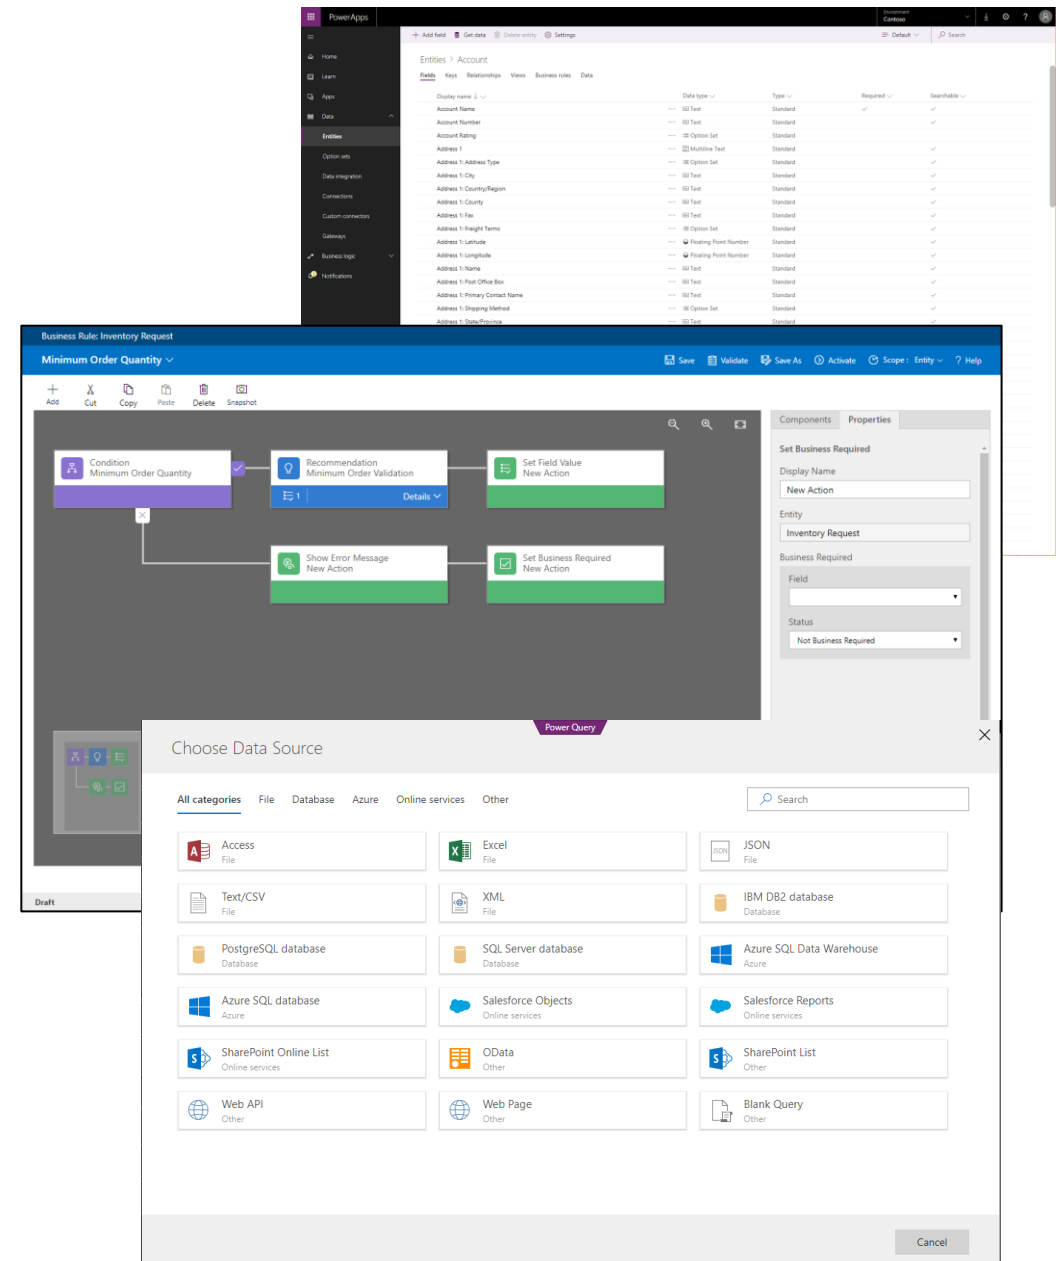 PowerApps
Environment
Contoso
?
Add field Get data Delete entity Settings
Default Search
Home
Learn
Apps
Data
Entities
Option sets
Data integration
Connections
Custom connectors
Gateways
Business logic
Notifications
Entities > Account
Fields Keys Relationships Views Business rules Data
Display name Data type Type Required Searchable
Account Name ... Text Standard
Account Number ... Text Standard
Account Rating ... Option Set Standard
Address 1 ... Multiline Text Standard
Address 1: Address Type ... Option Set Standard
Address 1: City ... Text Standard
Address 1: Country/Region ... Text Standard
Address 1: County ... Text Standard
Address 1: Fax ... Text Standard
Address 1: Freight Terms ... Option Set Standard
Address 1: Latitude ... Floating Point Number Standard
Address 1: Longitude ... Floating Point Number Standard
Address 1: Name ... Text Standard
Address 1: Post Office Box ... Text Standard
Address 1: Primary Contact Name ... Text Standard
Address 1: Shipping Method ... Option Set Standard
Address 1: State/Province ... Text Standard
Business Rule: Inventory Request
Minimum Order Quantity
Save Validate Save As Activate Scope : Entity ? Help
Add Cut Copy Paste Delete Snapshot
Condition
Minimum Order Quantity
Recommendation
Minimum Order Validation
1 Details
Set Field Value
New Action
Show Error Message
New Action
Set Business Required
New Action
Components Properties
Set Business Required
Display Name
New Action
Entity
Inventory Request
Business Required
Field
Status
Not Business Required
Draft
Power Query
Choose Data Source
All categories File Database Azure Online services Other
Search
Access
File
Excel
File
JSON
JSON
File
Text/CSV
File
XML
File
IBM DB2 database
Database
PostgreSQL database
Database
SQL Server database
Database
Azure SQL Data Warehouse
Azure
Azure SQL database
Azure
Salesforce Objects
Online services
Salesforce Reports
Online services
SharePoint Online List
Online services
OData
Other
SharePoint List
Other
Web API
Other
Web Page
Other
Blank Query
Other
Cancel